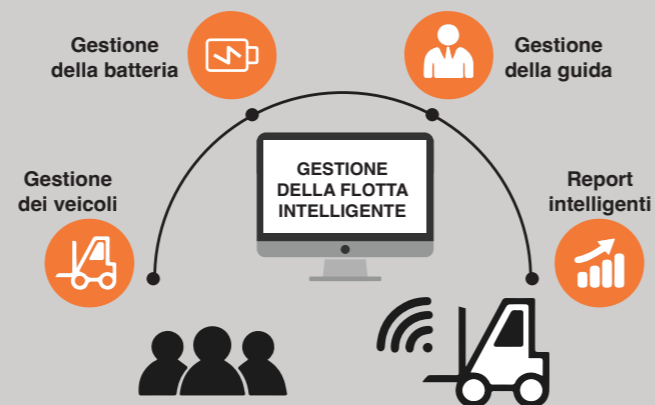 Gestione
della batteria
Gestione
della guida
GESTIONE
DELLA FLOTTA
INTELLIGENTE
Gestione
dei veicoli
Report
intelligenti